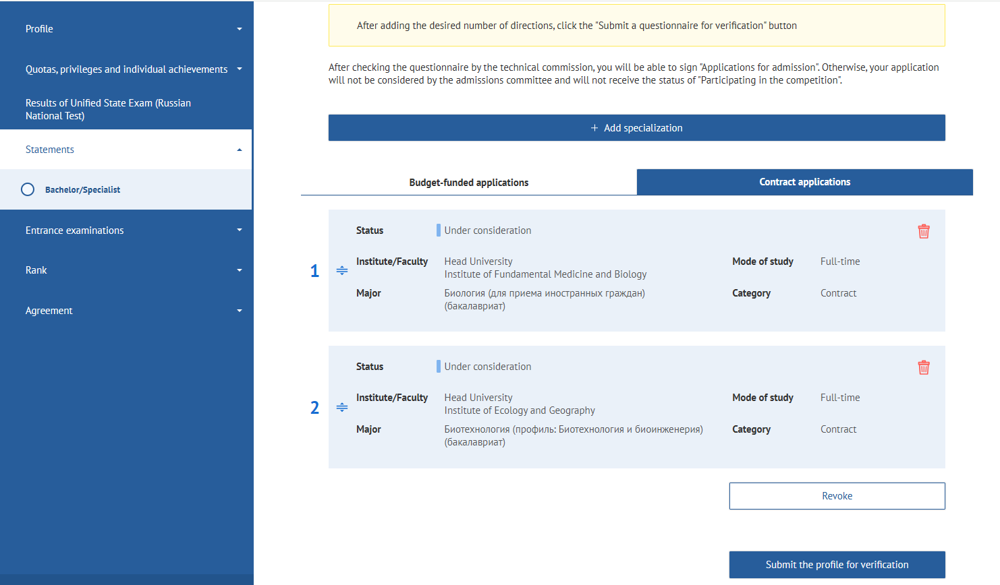 Profile
Quotas, privileges and individual achievements
Results of Unified State Exam (Russian
National Test)
Statements
Bachelor/Specialist
Entrance examinations
Rank
Agreement
After adding the desired number of directions, click the "Submit a questionnaire for verification" button
After checking the questionnaire by the technical commission, you will be able to sign "Applications for admission". Otherwise, your application
will not be considered by the admissions committee and will not receive the status of "Participating in the competition".
+ Add specialization
Budget-funded applications
Contract applications
1
Status Under consideration
Institute/Faculty Head University
Institute of Fundamental Medicine and Biology
Mode of study Full-time
Major Биология (для приема иностранных граждан)
(бакалавриат)
Category Contract
2
Status Under consideration
Institute/Faculty Head University
Institute of Ecology and Geography
Mode of study Full-time
Major Биотехнология (профиль: Биотехнология и биоинженерия)
(бакалавриат)
Category Contract
Revoke
Submit the profile for verification